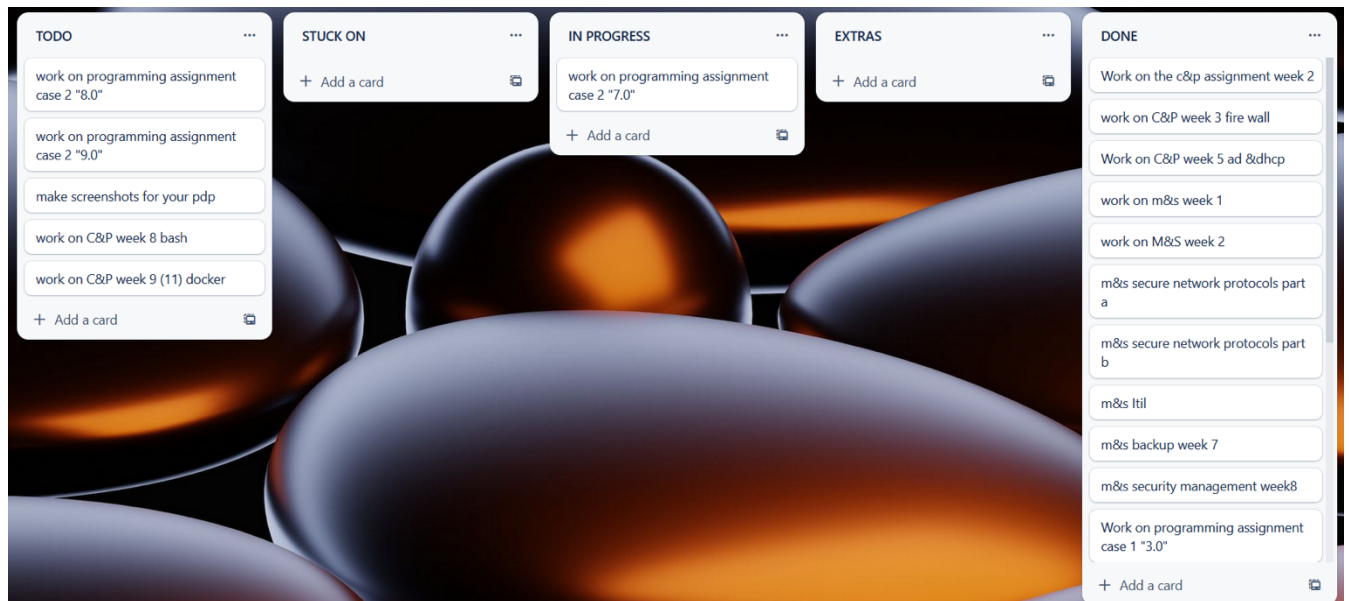 TODO
work on programming assignment
case 2 "8.0"
work on programming assignment
case 2 "9.0"
make screenshots for your pdp
work on C&P week 8 bash
work on C&P week 9 (11) docker
+ Add a card
STUCK ON
+ Add a card
IN PROGRESS
work on programming assignment
case 2 "7.0"
+ Add a card
EXTRAS
+ Add a card
DONE
Work on the c&p assignment week 2
work on C&P week 3 fire wall
Work on C&P week 5 ad &dhcp
work on m&s week 1
work on M&S week 2
m&s secure network protocols part
a
m&s secure network protocols part
b
m&s ltil
m&s backup week 7
m&s security management week8
Work on programming assignment
case 1 "3.0"
+ Add a card